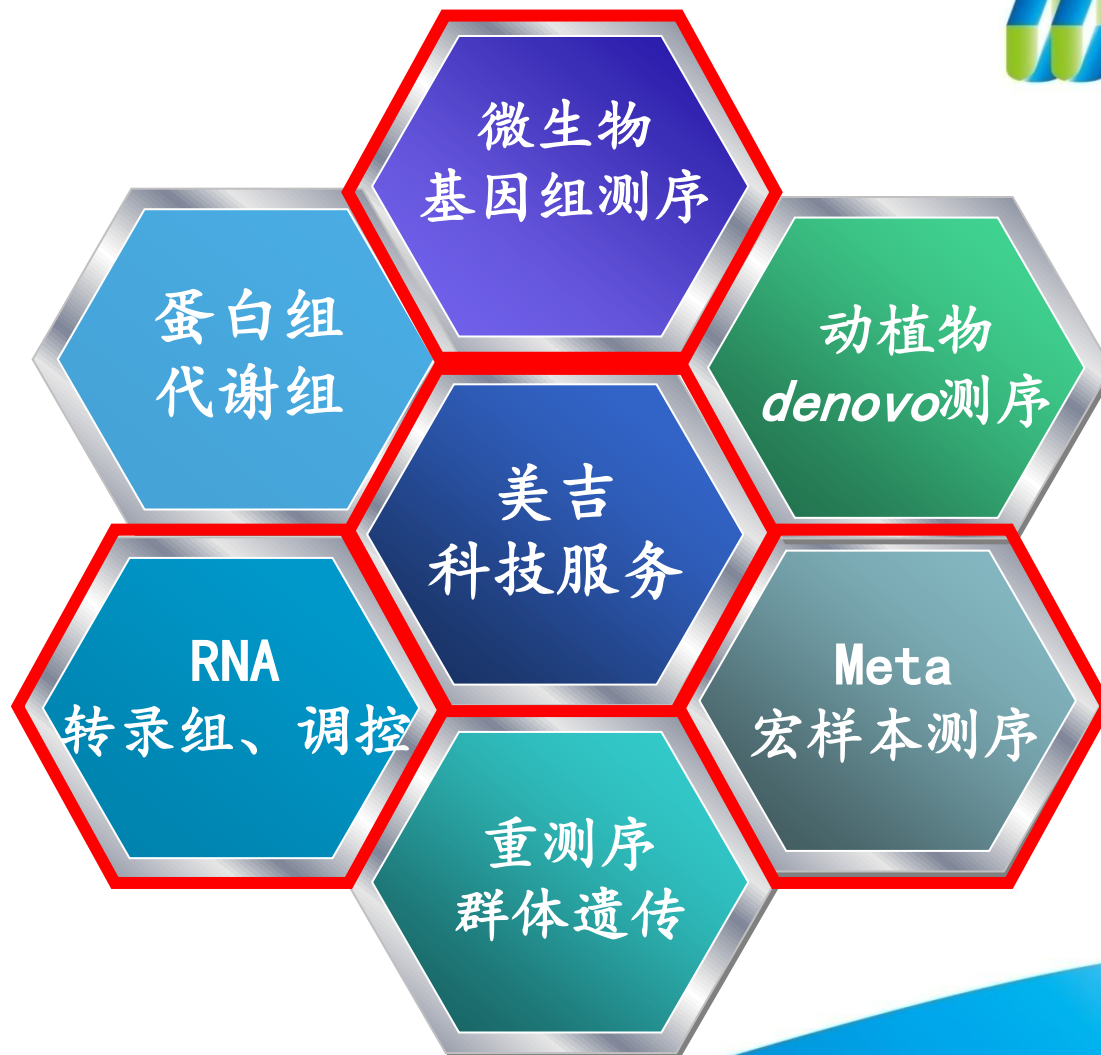 微生物
基因组测序
蛋白组
代谢组
动植物
denovo测序
美吉
科技服务
RNA
转录组、调控
Meta
宏样本测序
重测序
群体遗传